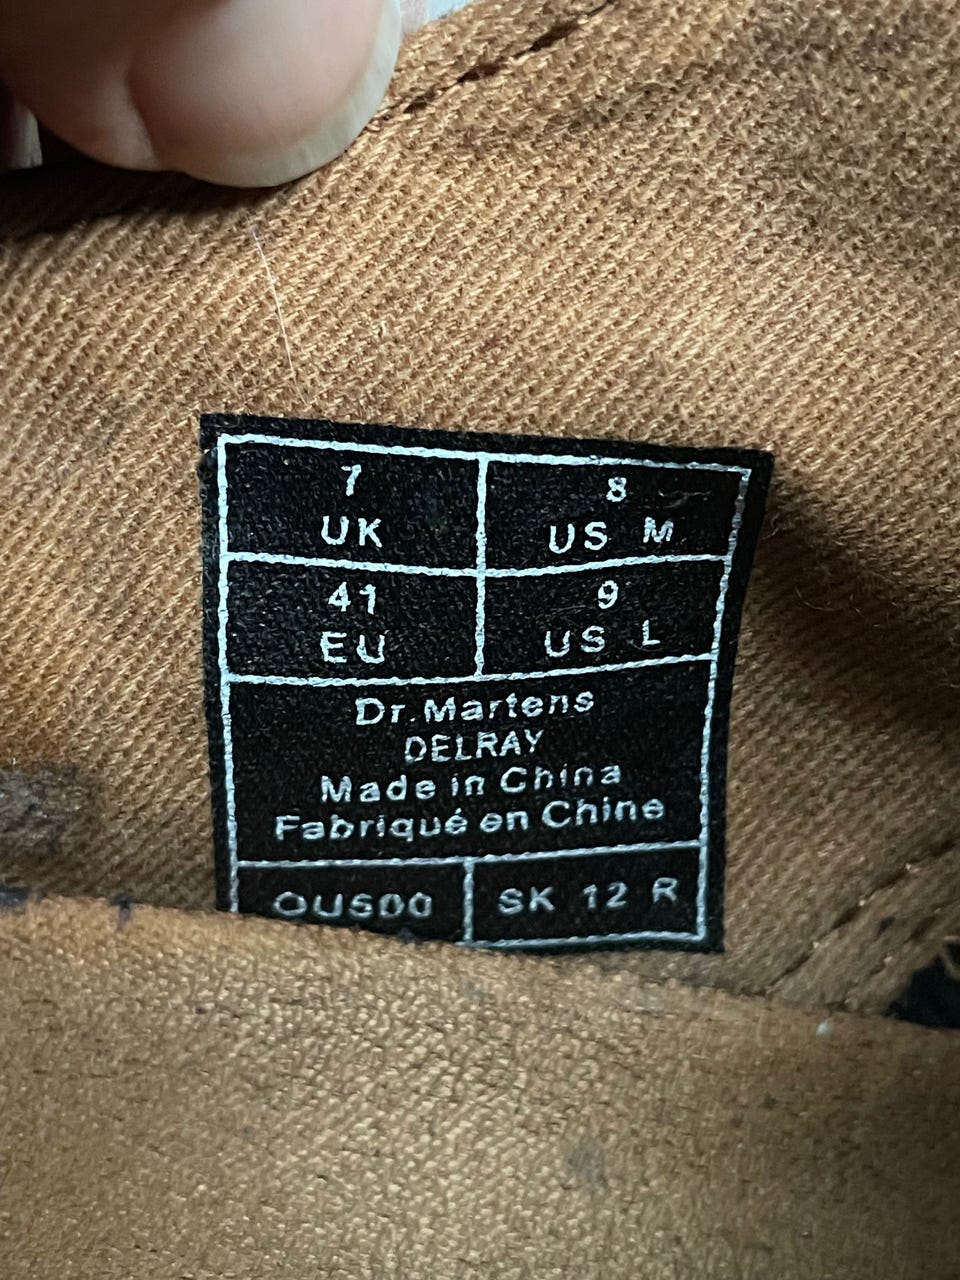 7
UK
8
US M
41
EU
9
US L
Dr. Martens
DELRAY
Made in China
Fabriqué en Chine
SK 12 R